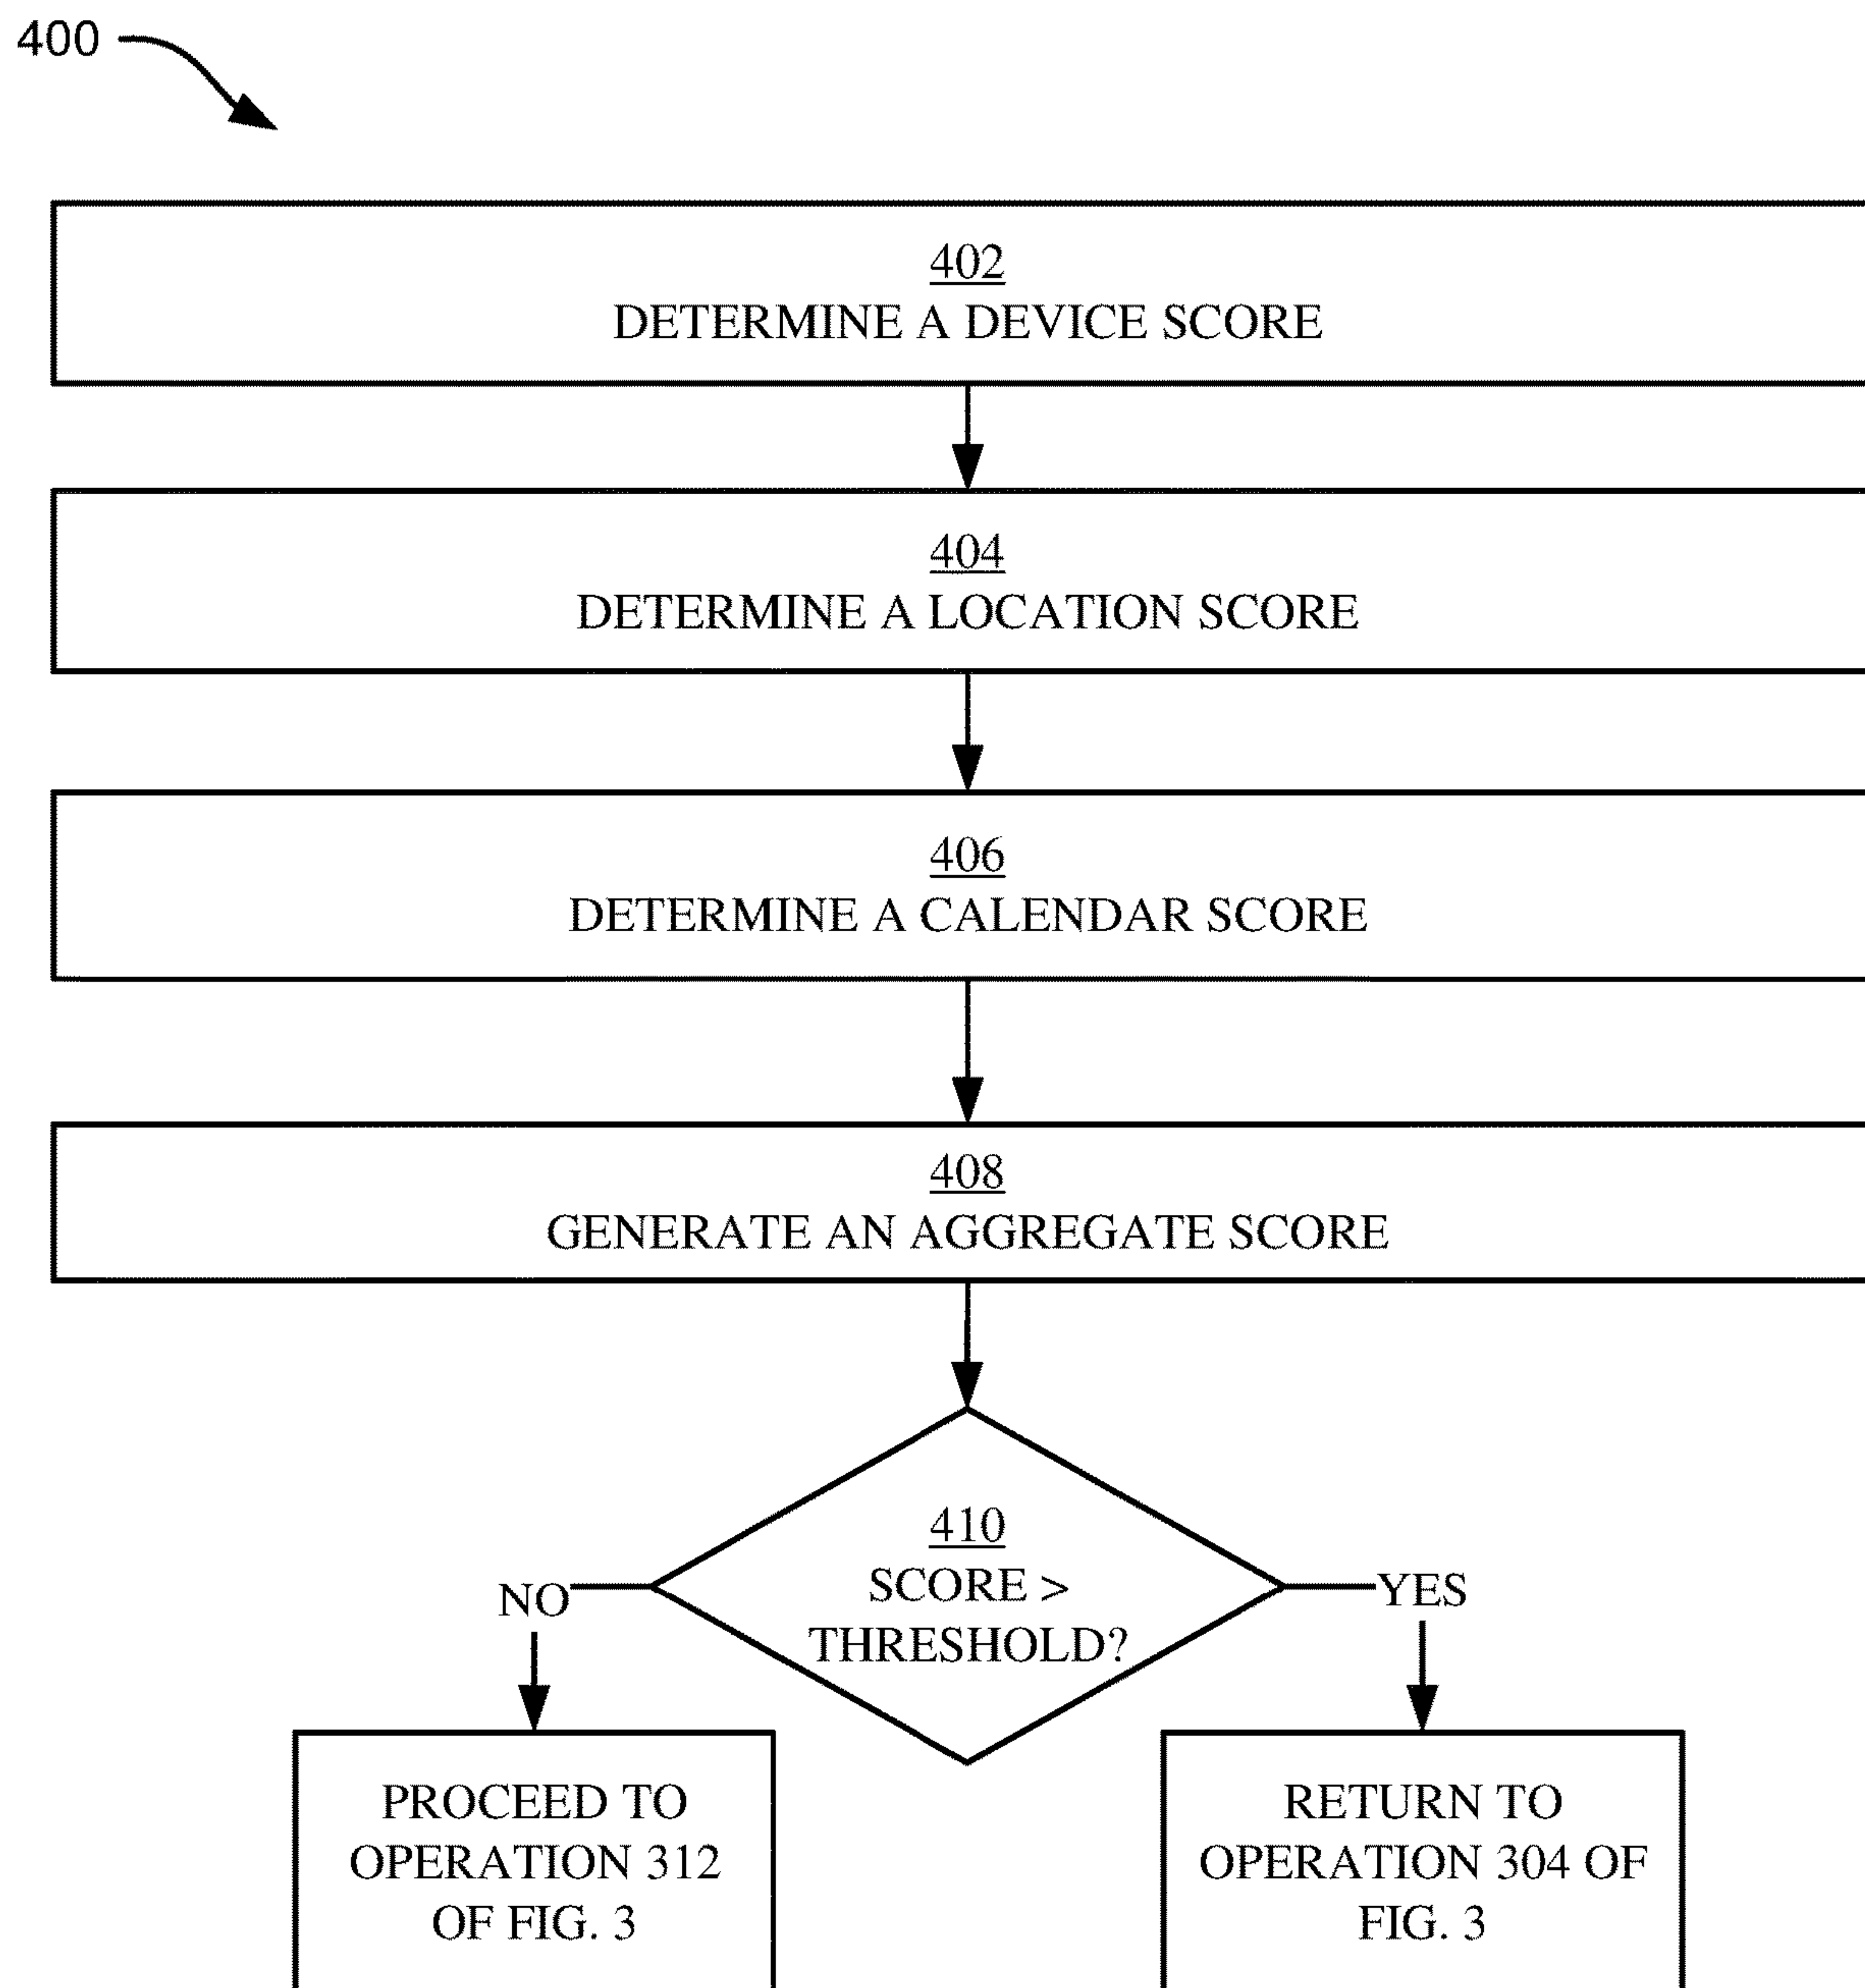 400
402
DETERMINE A DEVICE SCORE
404
DETERMINE A LOCATION SCORE
406
DETERMINE A CALENDAR SCORE
408
GENERATE AN AGGREGATE SCORE
410
SCORE >
THRESHOLD?
NO
YES
PROCEED TO
OPERATION 312
OF FIG. 3
RETURN TO
OPERATION 304 OF
FIG. 3